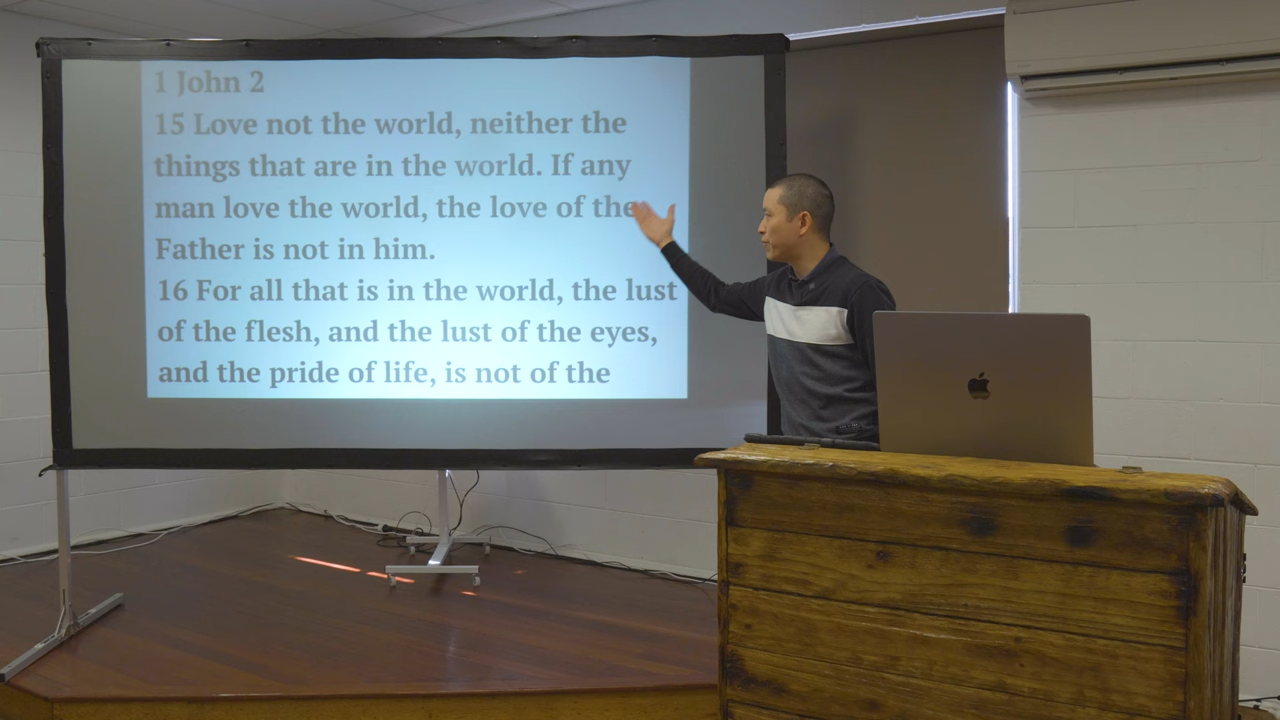 1 John 2
15 Love not the world, neither the
things that are in the world. If any
man love the world, the love of the
Father is not in him.
16 For all that is in the world, the lust
of the flesh, and the lust of the eyes,
and the pride of life, is not of the